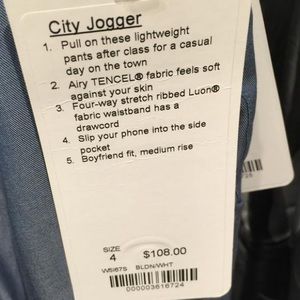 City Jogger
1. Pull on these lightweight
pants after class for a casual
day on the town
2. Airy TENCEL® fabric feels soft
against your skin
3. Four-way stretch ribbed Luon®
fabric waistband has a
drawcord
4. Slip your phone into the side
pocket
5. Boyfriend fit, medium rise
SIZE
4 $108.00
W5I67S BLDN/WHT
000003616724